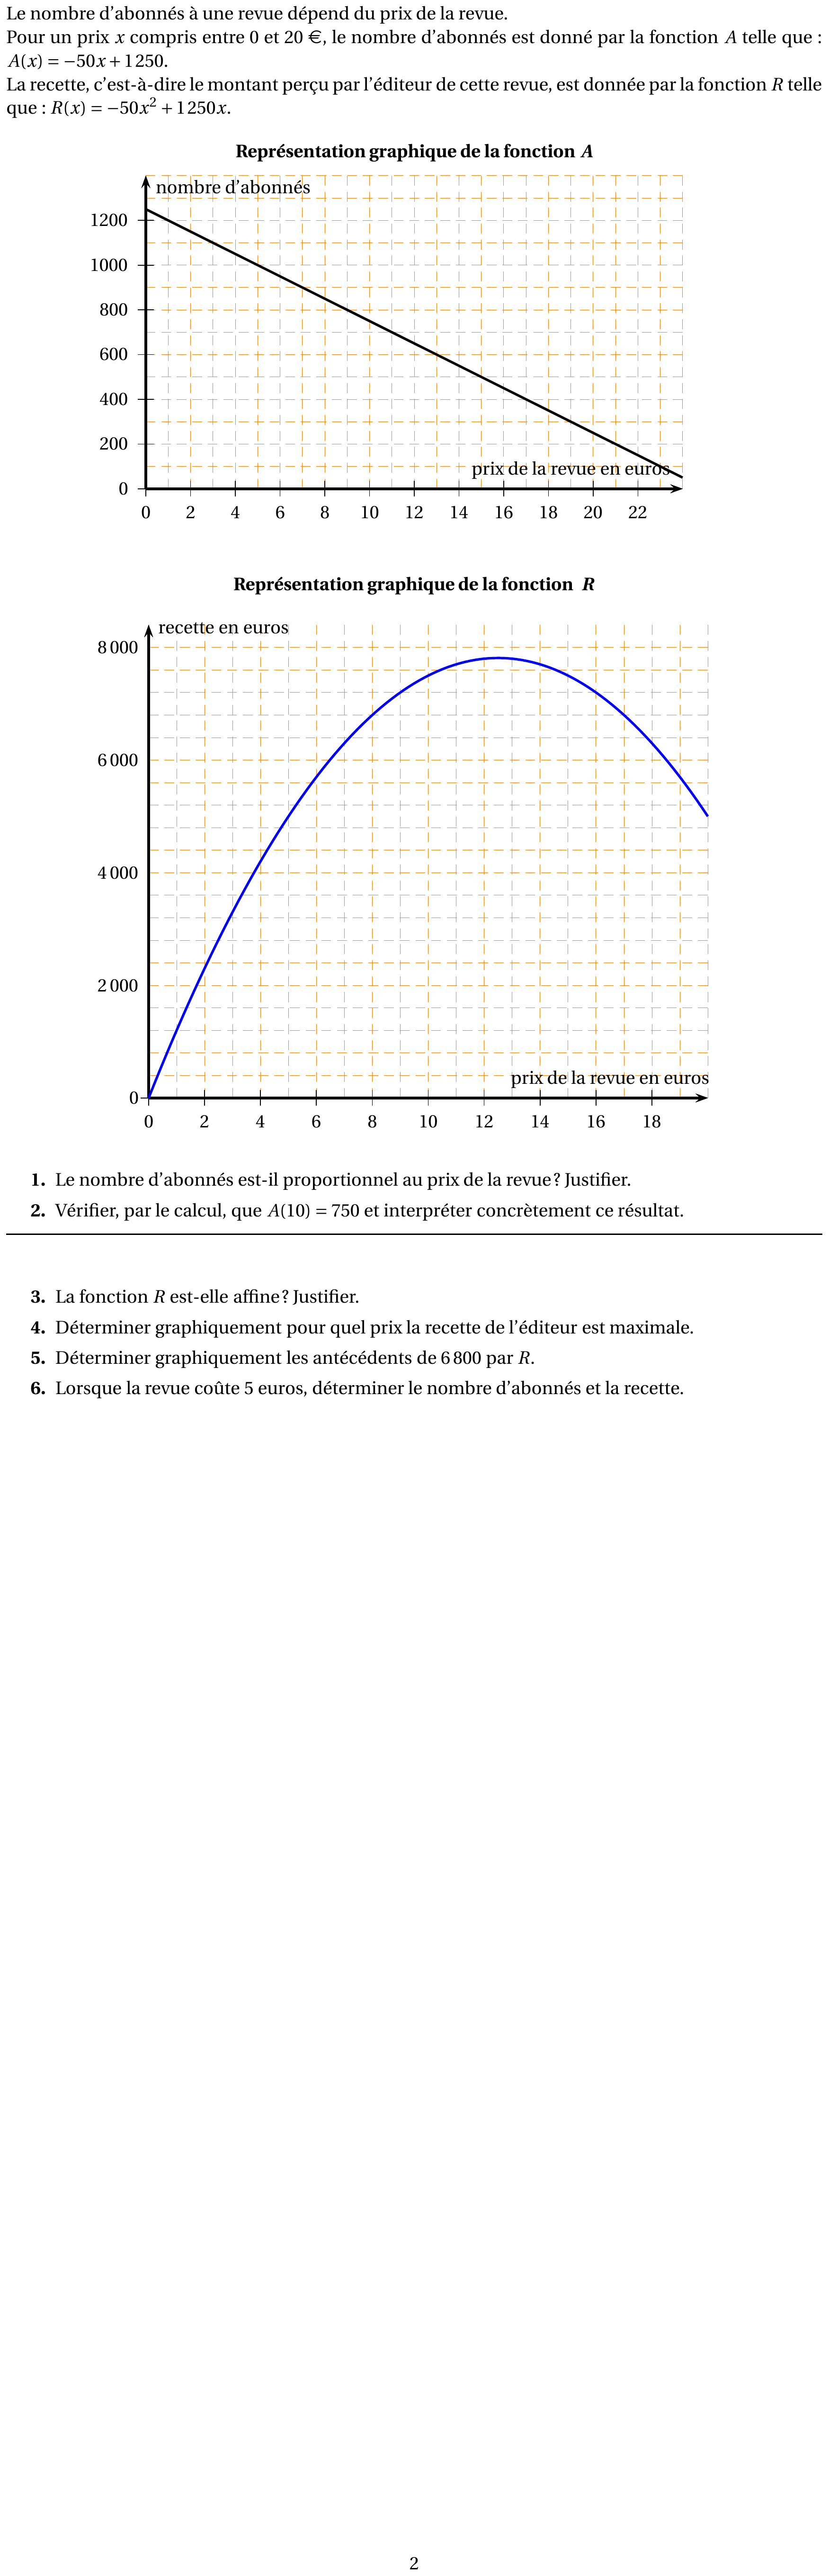 Le nombre d'abonnés à une revue dépend du prix de la revue.
Pour un prix x compris entre 0 et 20 €, le nombre d'abonnés est donné par la fonction A telle que :
A(x) = −50x + 1 250.
La recette, c'est-à-dire le montant perçu par l'éditeur de cette revue, est donnée par la fonction R telle
que : R(x) = −50x² + 1 250x.
Représentation graphique de la fonction A
nombre d'abonnés
1200
1000
800
600
400
200
0
prix de la revue en euros
0 2 4 6 8 10 12 14 16 18 20 22
Représentation graphique de la fonction R
recette en euros
8 000
6 000
4 000
2 000
0
prix de la revue en euros
0 2 4 6 8 10 12 14 16 18
1. Le nombre d'abonnés est-il proportionnel au prix de la revue ? Justifier.
2. Vérifier, par le calcul, que A(10) = 750 et interpréter concrètement ce résultat.
3. La fonction R est-elle affine ? Justifier.
4. Déterminer graphiquement pour quel prix la recette de l'éditeur est maximale.
5. Déterminer graphiquement les antécédents de 6 800 par R.
6. Lorsque la revue coûte 5 euros, déterminer le nombre d'abonnés et la recette.
2